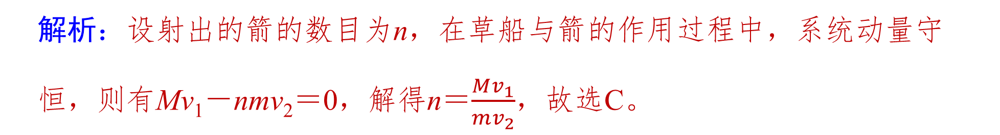 解析：设射出的箭的数目为n，在草船与箭的作用过程中，系统动量守
恒，则有Mv₁－nmv₂＝0，解得n＝\frac{Mv₁}{mv₂}，故选C。